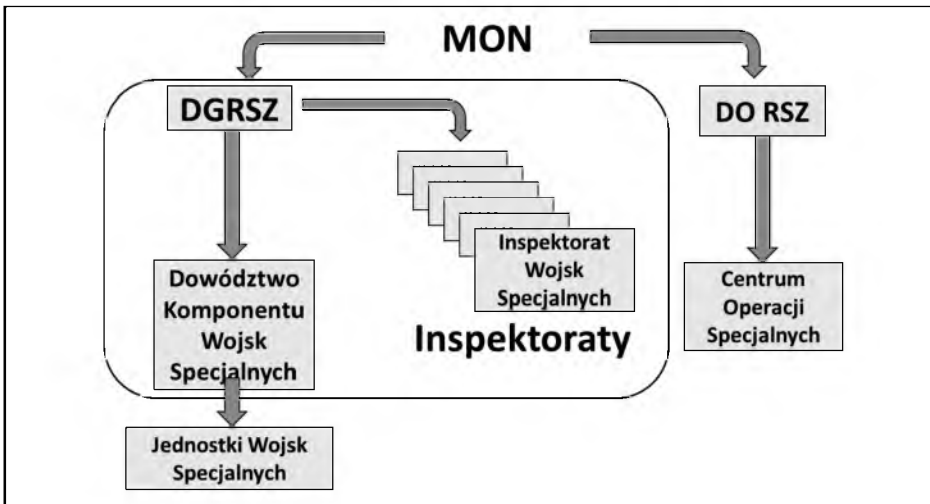 MON
DGRSZ
DO RSZ
Inspektorat
Wojsk
Specjalnych
Dowództwo
Komponentu
Wojsk
Specjalnych
Centrum
Operacji
Specjalnych
Inspektoraty
Jednostki Wojsk
Specjalnych